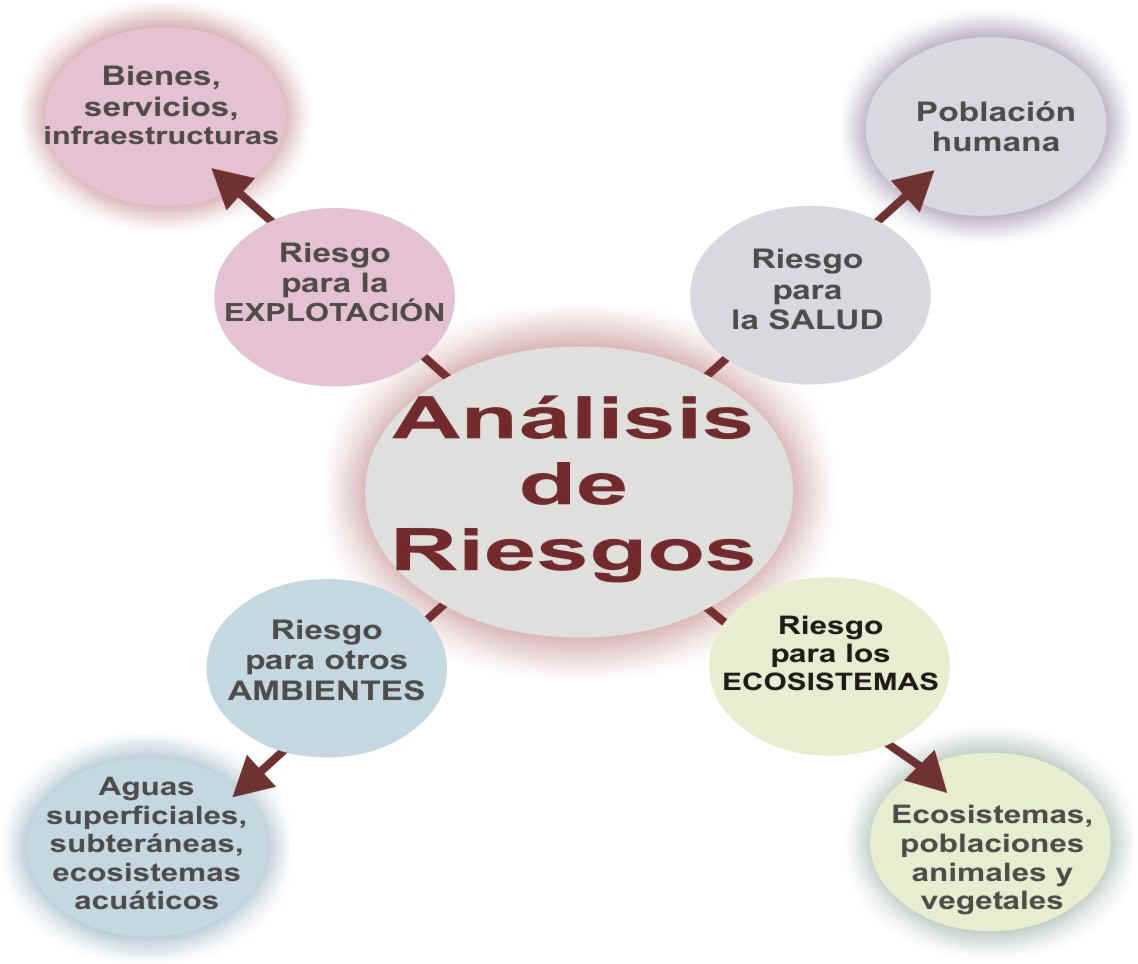 Bienes,
servicios,
infraestructuras
Población
humana
Riesgo
para la
EXPLOTACIÓN
Riesgo
para
la SALUD
Análisis
de
Riesgos
Riesgo
para otros
AMBIENTES
Riesgo
para los
ECOSISTEMAS
Aguas
superficiales,
subteráneas,
ecosistemas
acuáticos
Ecosistemas,
poblaciones
animales y
vegetales